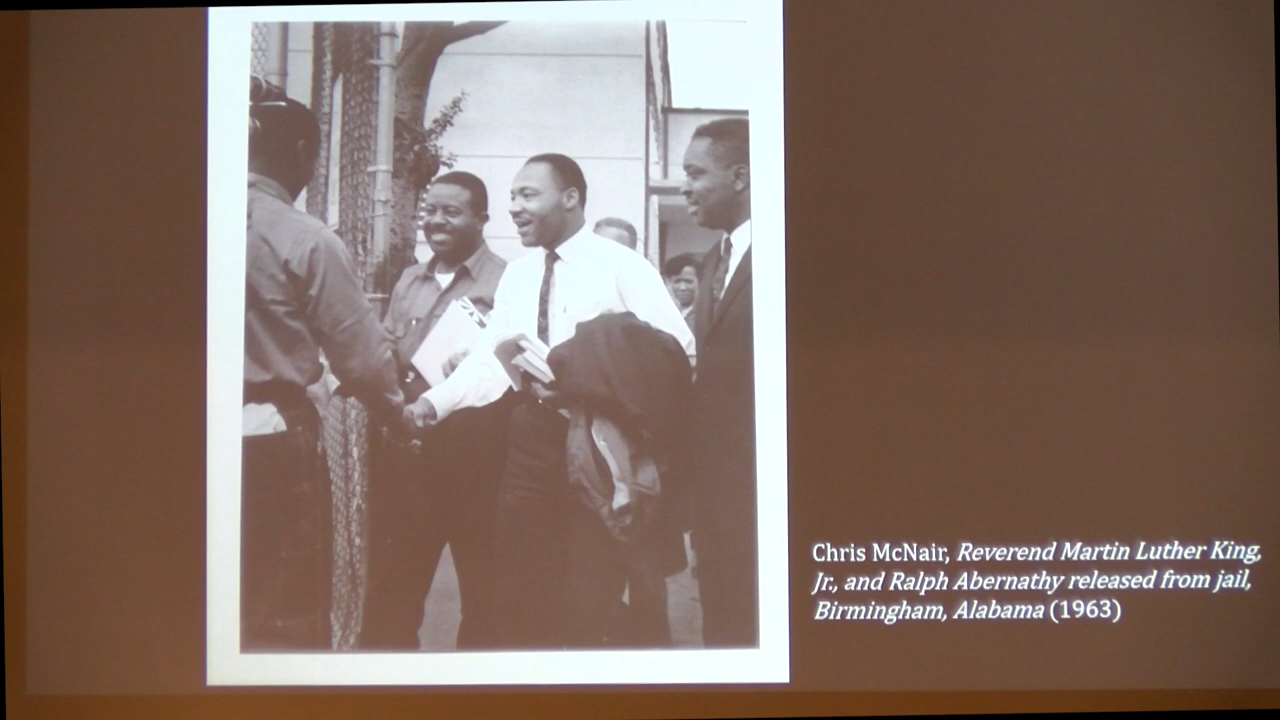 Chris McNair, Reverend Martin Luther King,
Jr., and Ralph Abernathy released from jail,
Birmingham, Alabama (1963)